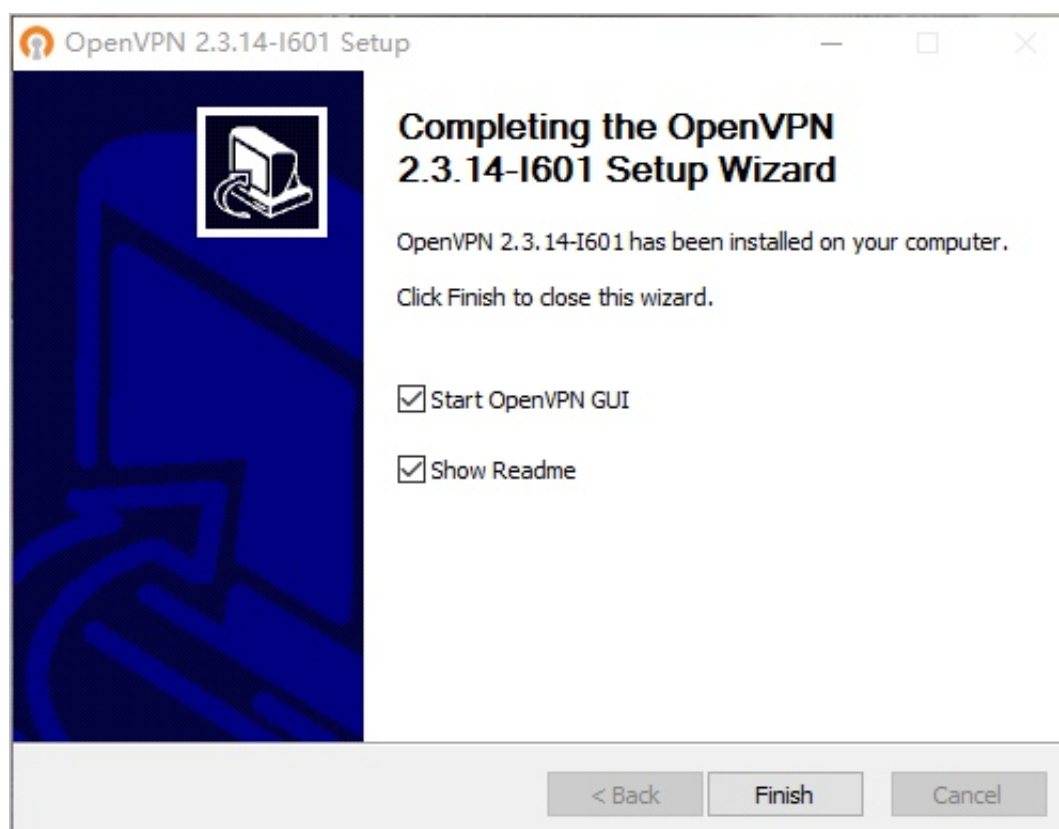 OpenVPN 2.3.14-I601 Setup
Completing the OpenVPN
2.3.14-I601 Setup Wizard
OpenVPN 2.3.14-I601 has been installed on your computer.
Click Finish to close this wizard.
Start OpenVPN GUI
Show Readme
< Back Finish Cancel